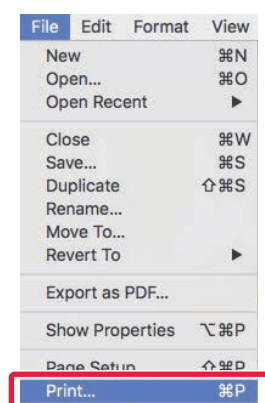 File Edit Format View
New ⌘N
Open... ⌘O
Open Recent ▶
Close ⌘W
Save... ⌘S
Duplicate ⇧⌘S
Rename...
Move To...
Revert To ▶
Export as PDF...
Show Properties ⌥⌘P
Page Setup ⇧⌘P
Print... ⌘P